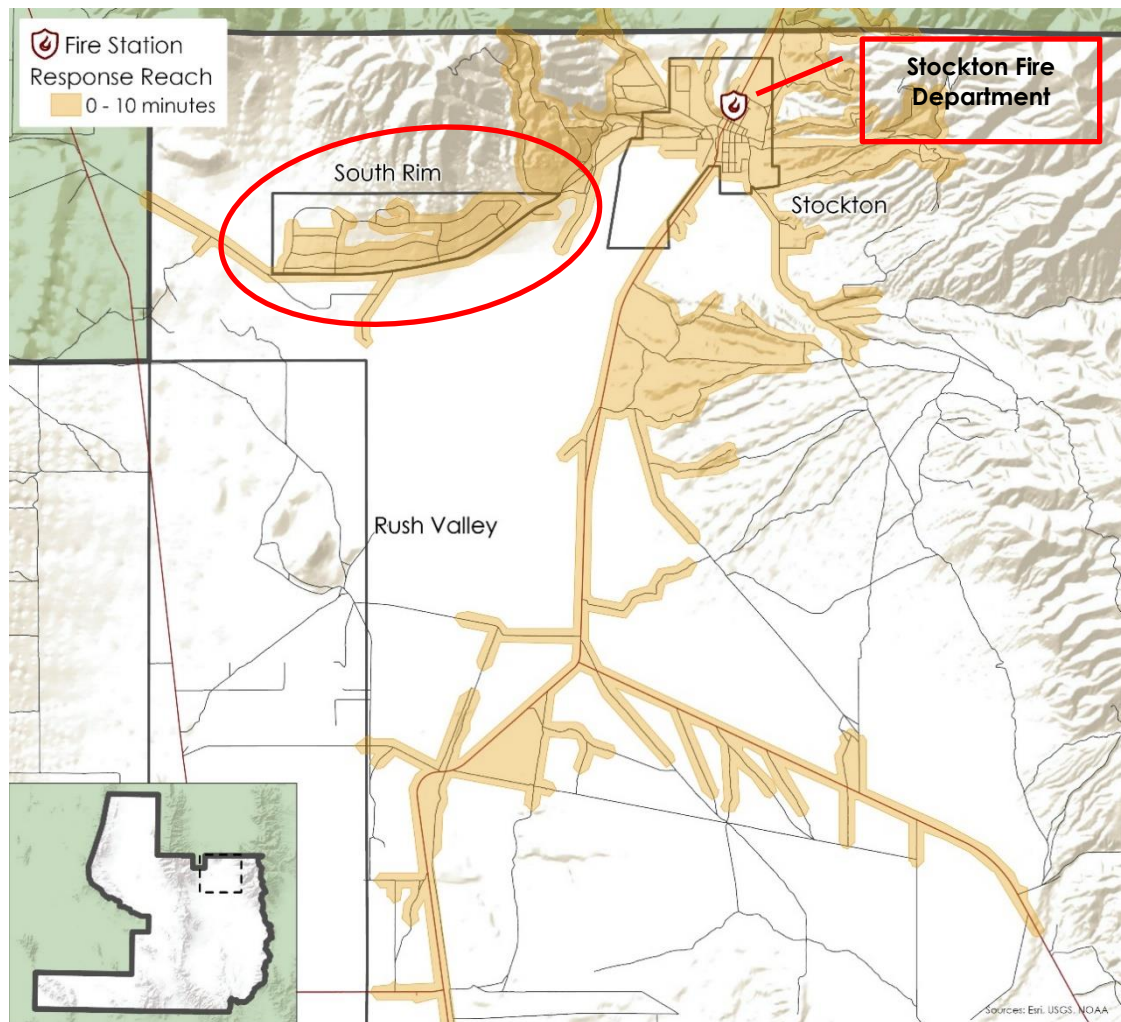 Fire Station
Response Reach
0 - 10 minutes
Stockton Fire
Department
South Rim
Stockton
Rush Valley
Sources: Esri, USGS, NOAA